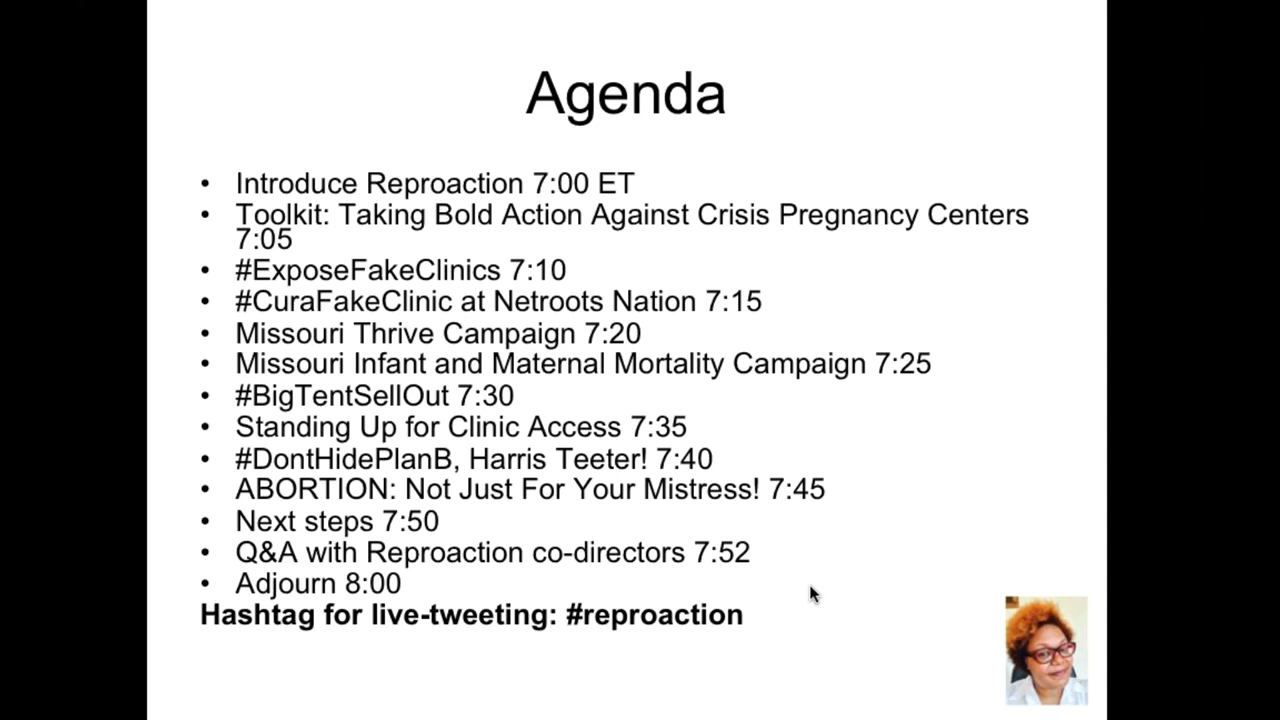 Agenda
• Introduce Reproaction 7:00 ET
• Toolkit: Taking Bold Action Against Crisis Pregnancy Centers
7:05
• #ExposeFakeClinics 7:10
• #CuraFakeClinic at Netroots Nation 7:15
• Missouri Thrive Campaign 7:20
• Missouri Infant and Maternal Mortality Campaign 7:25
• #BigTentSellOut 7:30
• Standing Up for Clinic Access 7:35
• #DontHidePlanB, Harris Teeter! 7:40
• ABORTION: Not Just For Your Mistress! 7:45
• Next steps 7:50
• Q&A with Reproaction co-directors 7:52
• Adjourn 8:00
Hashtag for live-tweeting: #reproaction